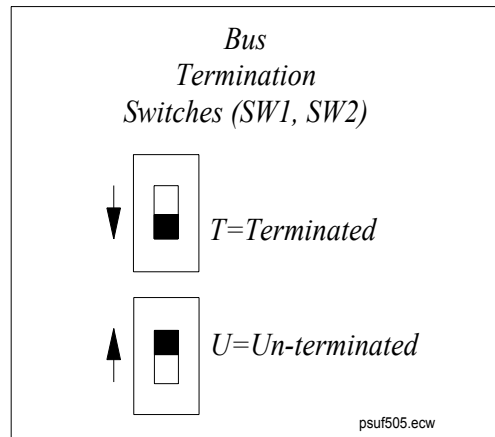 Bus
Termination
Switches (SW1, SW2)
T=Terminated
U=Un-terminated
psuf505.ecw